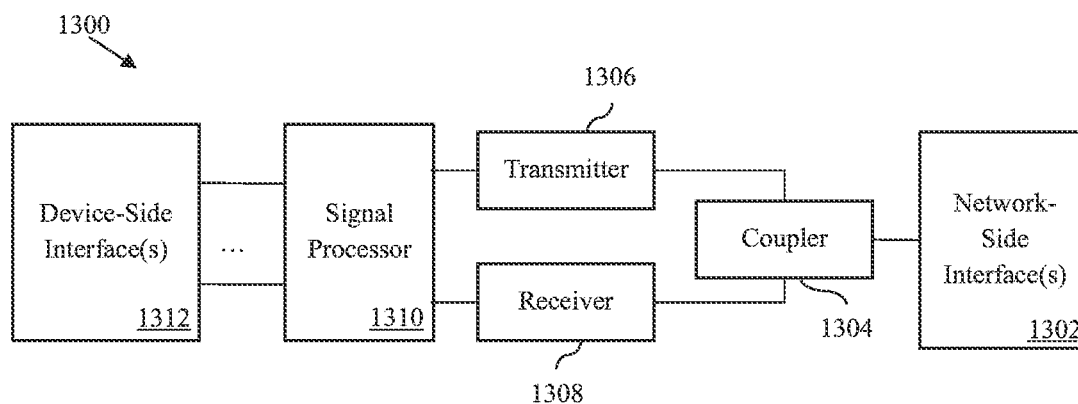 1300
1306
Transmitter
Device-Side
Interface(s)
1312
...
Signal
Processor
1310
Receiver
1308
Coupler
1304
Network-
Side
Interface(s)
1302